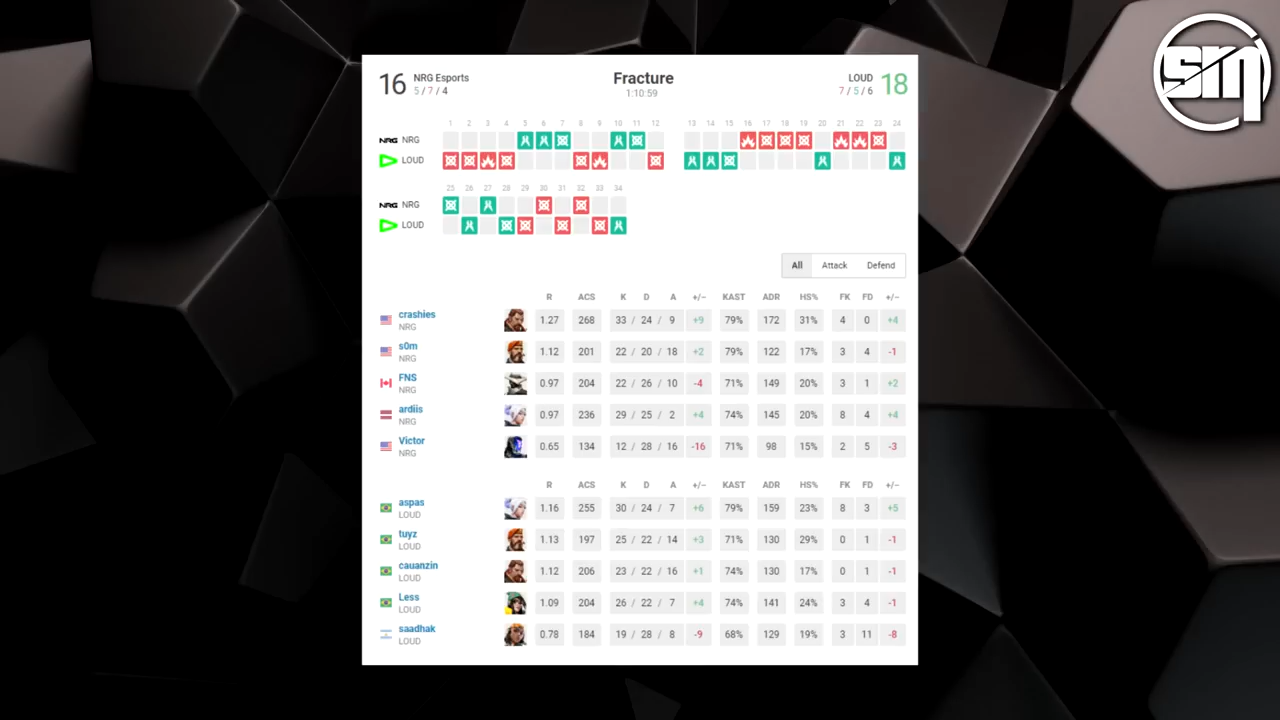 sm
16 NRG Esports 5 / 7 / 4 Fracture 1:10:59 LOUD 7 / 5 / 6 18
1 2 3 4 5 6 7 8 9 10 11 12 13 14 15 16 17 18 19 20 21 22 23 24
NRG NRG
LOUD
25 26 27 28 29 30 31 32 33 34
NRG NRG
LOUD
All Attack Defend
R ACS K D A +/– KAST ADR HS% FK FD +/–
crashies NRG 1.27 268 33 / 24 / 9 +9 79% 172 31% 4 0 +4
s0m NRG 1.12 201 22 / 20 / 18 +2 79% 122 17% 3 4 -1
FNS NRG 0.97 204 22 / 26 / 10 -4 71% 149 20% 3 1 +2
ardiis NRG 0.97 236 29 / 25 / 2 +4 74% 145 20% 8 4 +4
Victor NRG 0.65 134 12 / 28 / 16 -16 71% 98 15% 2 5 -3
R ACS K D A +/– KAST ADR HS% FK FD +/–
aspas LOUD 1.16 255 30 / 24 / 7 +6 79% 159 23% 8 3 +5
tuyz LOUD 1.13 197 25 / 22 / 14 +3 71% 130 29% 0 1 -1
cauanzin LOUD 1.12 206 23 / 22 / 16 +1 74% 130 17% 0 1 -1
Less LOUD 1.09 204 26 / 22 / 7 +4 74% 141 24% 3 4 -1
saadhak LOUD 0.78 184 19 / 28 / 8 -9 68% 129 19% 3 11 -8